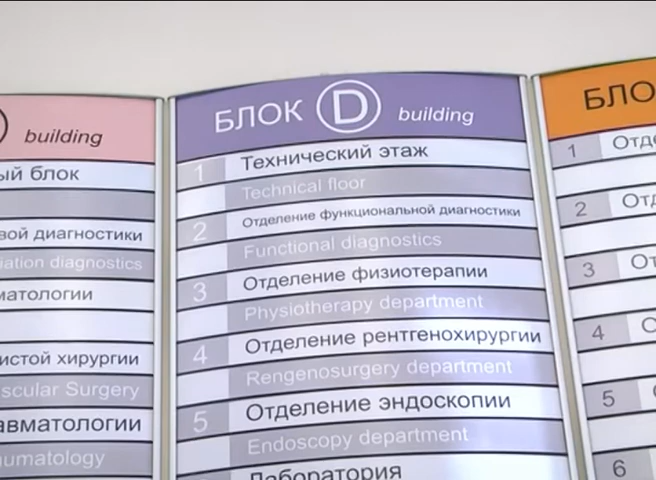 building
ый блок
вой диагностики
iation diagnostics
матологии
истой хирургии
scular Surgery
авматологии
umatology
БЛОК D building
1 Технический этаж
Technical floor
2 Отделение функциональной диагностики
Functional diagnostics
3 Отделение физиотерапии
Physiotherapy department
4 Отделение рентгенохирургии
Rengenosurgery department
5 Отделение эндоскопии
Endoscopy department
Лаборатория
БЛО
1 Отде
2 Отд
3 От
4 О
5
6